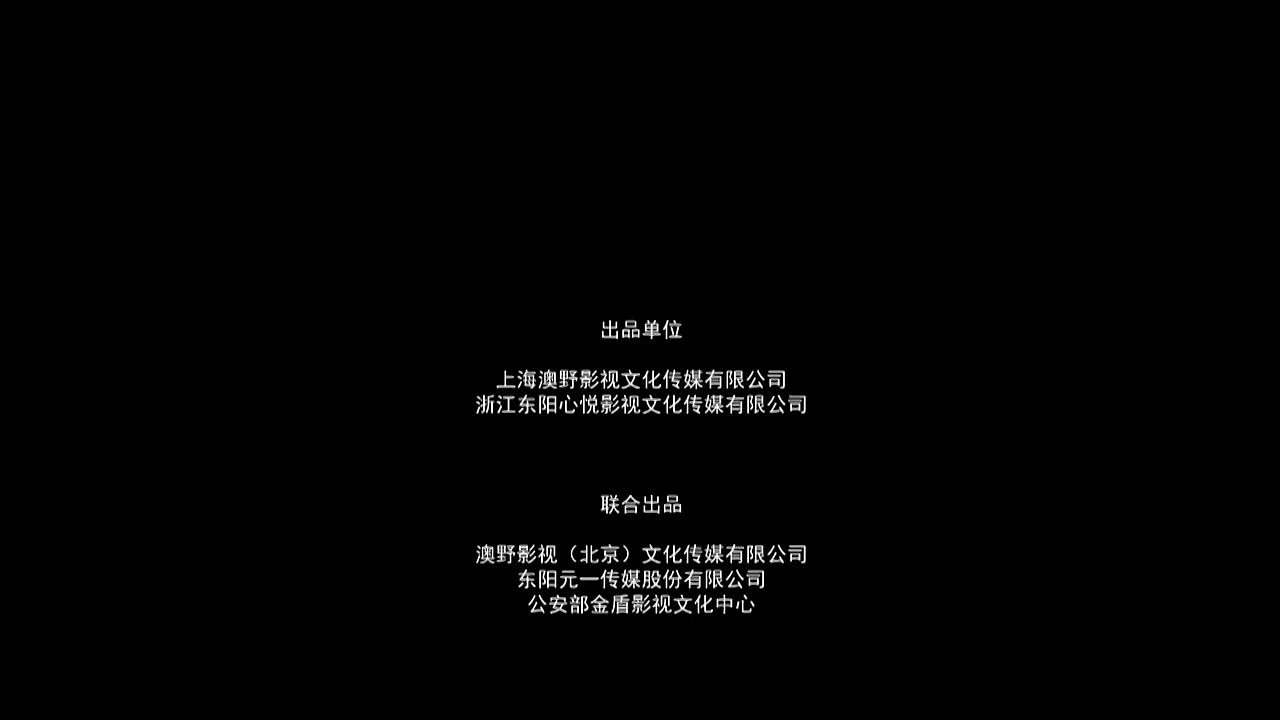 出品单位
上海澳野影视文化传媒有限公司
浙江东阳心悦影视文化传媒有限公司
联合出品
澳野影视（北京）文化传媒有限公司
东阳元一传媒股份有限公司
公安部金盾影视文化中心